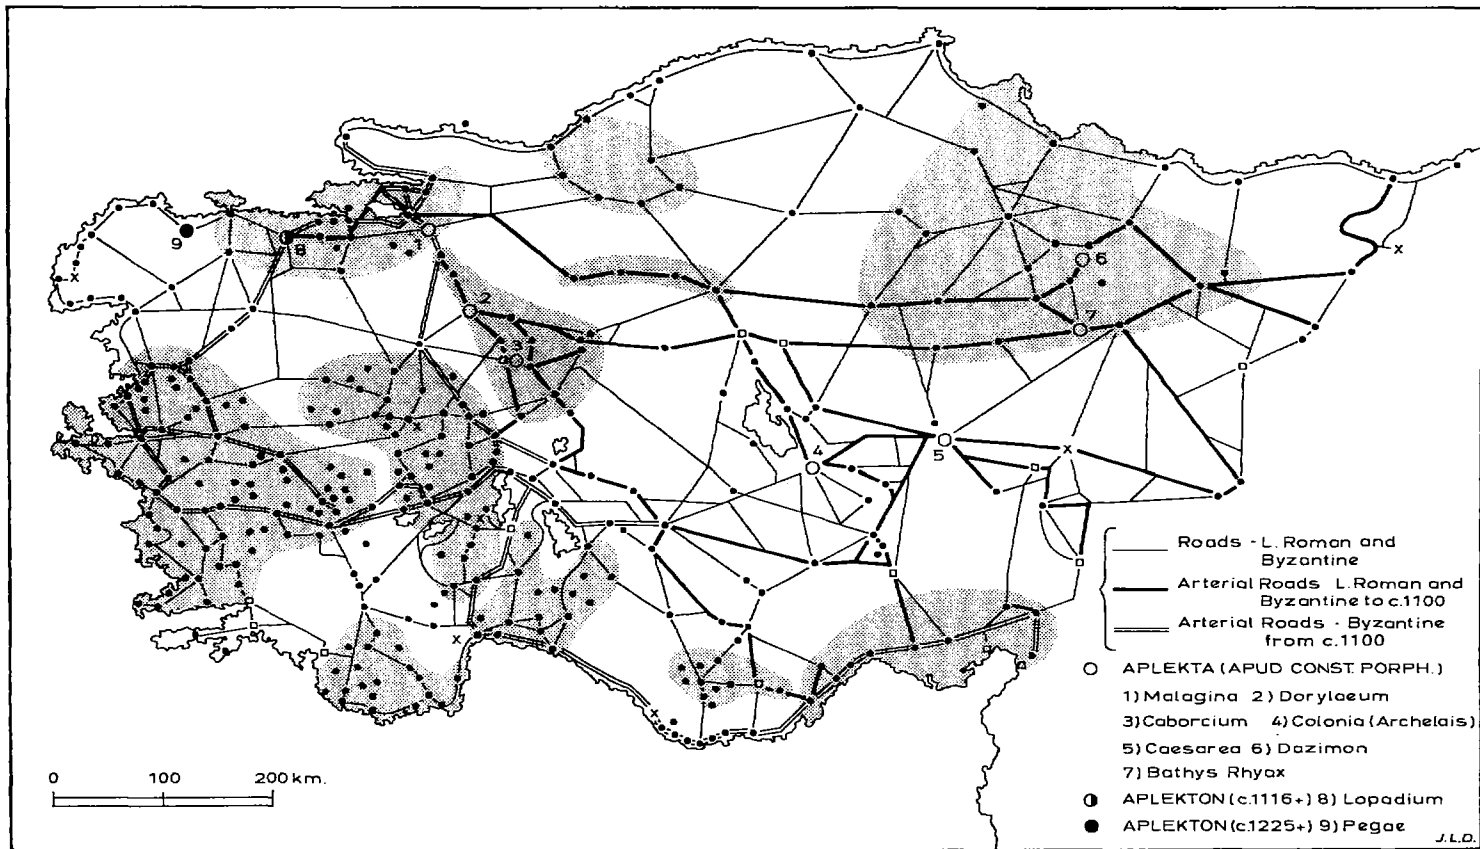 9
8
1
2
3
6
7
4
5
Roads - L. Roman and
Byzantine
Arterial Roads L. Roman and
Byzantine to c.1100
Arterial Roads - Byzantine
from c.1100
APLEKTA (APUD CONST. PORPH.)
1) Malagina 2) Dorylaeum
3) Caborcium 4) Colonia (Archelais)
5) Caesarea 6) Dazimon
7) Bathys Rhyax
APLEKTON (c.1116+) 8) Lopadium
APLEKTON (c.1225+) 9) Pegae
0 100 200 km.
J.L.D.